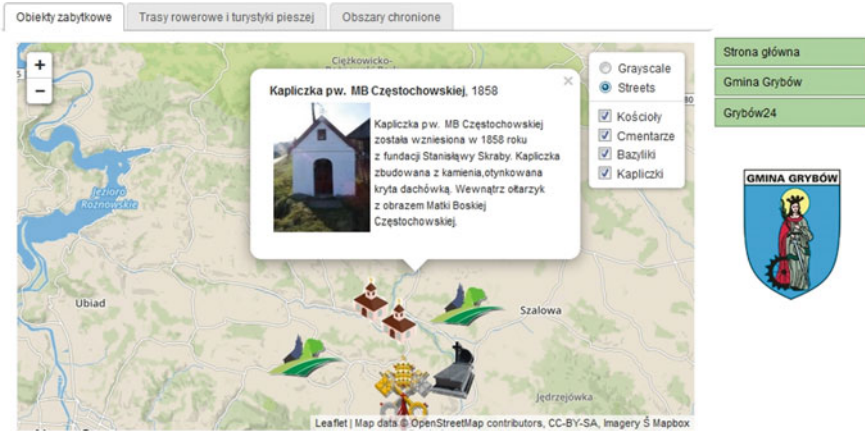 Obiekty zabytkowe
Trasy rowerowe i turystyki pieszej
Obszary chronione
+
−
Ciężkowicko-
80
Jezioro
Rożnowskie
Ubiad
Szalowa
Jędrzejówka
Kapliczka pw. MB Częstochowskiej, 1858
×
Kapliczka pw. MB Częstochowskiej
została wzniesiona w 1858 roku
z fundacji Stanisławy Skraby. Kapliczka
zbudowana z kamienia,otynkowana
kryta dachówką. Wewnątrz ołtarzyk
z obrazem Matki Boskiej
Częstochowskiej.
Grayscale
Streets
Kościoły
Cmentarze
Bazyliki
Kapliczki
Leaflet | Map data © OpenStreetMap contributors, CC-BY-SA, Imagery Š Mapbox
Strona główna
Gmina Grybów
Grybów24
GMINA GRYBÓW